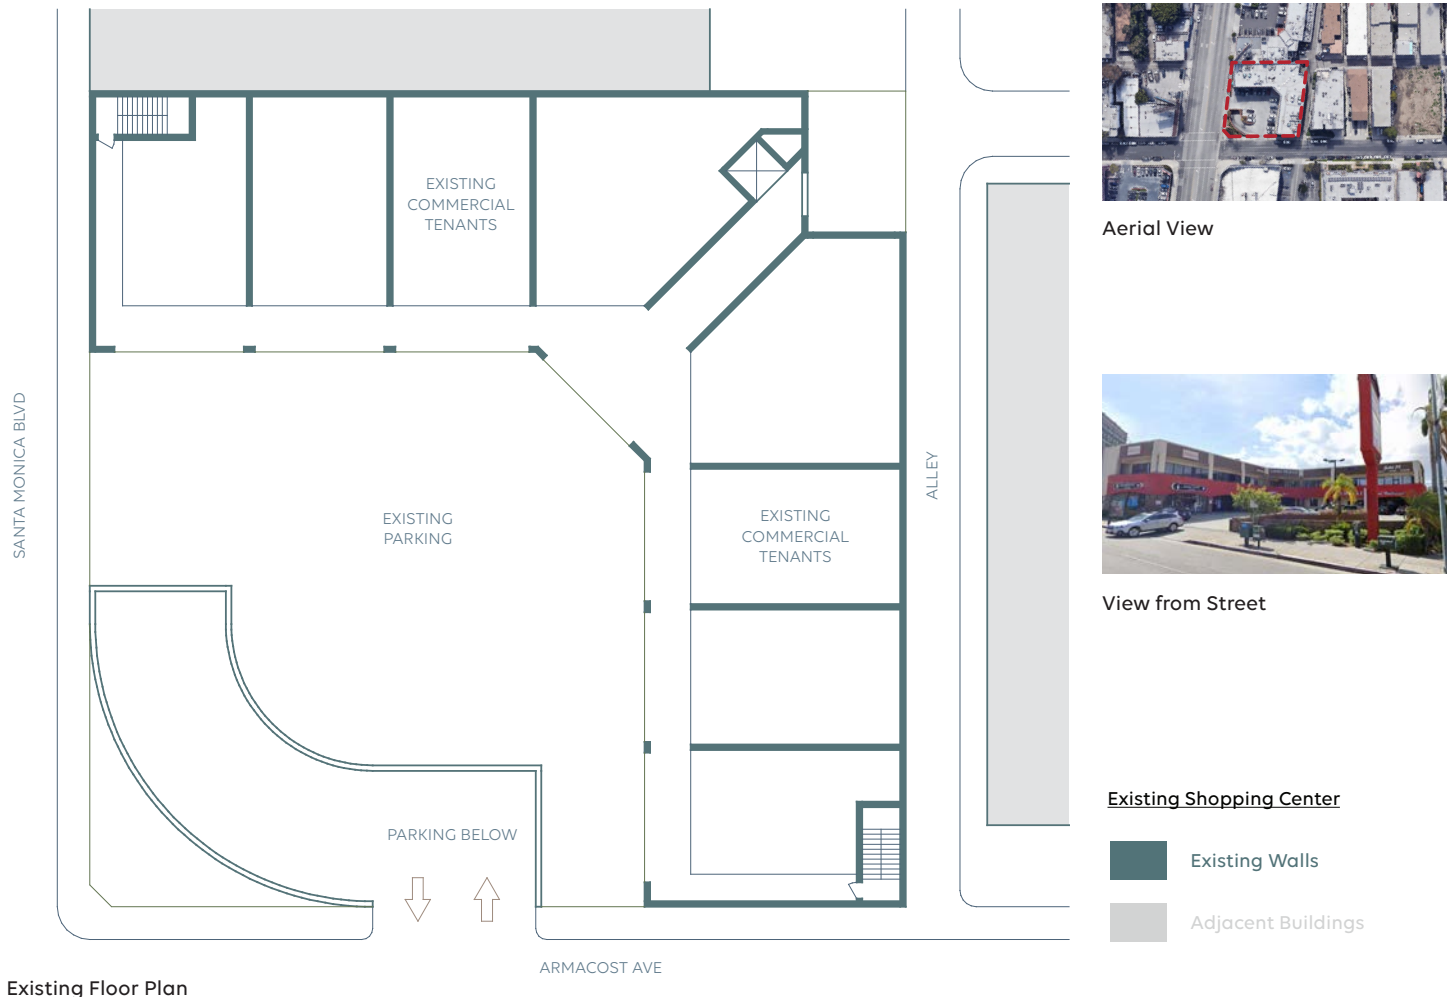 EXISTING
COMMERCIAL
TENANTS
SANTA MONICA BLVD
EXISTING
PARKING
EXISTING
COMMERCIAL
TENANTS
ALLEY
PARKING BELOW
ARMACOST AVE
Existing Floor Plan
Aerial View
View from Street
Existing Shopping Center
Existing Walls
Adjacent Buildings